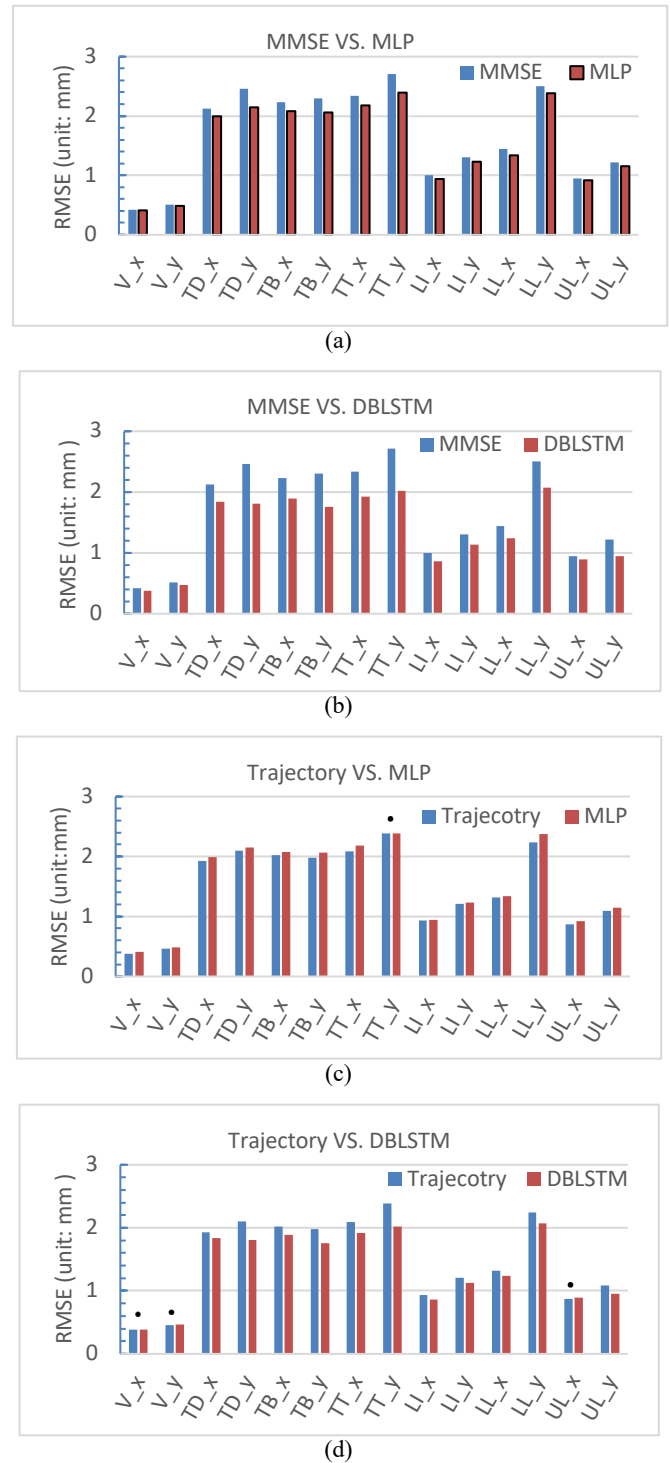 MMSE VS. MLP
MMSE MLP
RMSE (unit: mm)
3
2
1
0
V_x V_y TD_x TD_y TB_x TB_y TT_x TT_y LI_x LI_y LL_x LL_y UL_x UL_y
(a)
MMSE VS. DBLSTM
MMSE DBLSTM
RMSE (unit: mm )
3
2
1
0
V_x V_y TD_x TD_y TB_x TB_y TT_x TT_y LI_x LI_y LL_x LL_y UL_x UL_y
(b)
Trajectory VS. MLP
Trajecotry MLP
RMSE (unit:mm)
3
2
1
0
V_x V_y TD_x TD_y TB_x TB_y TT_x TT_y LI_x LI_y LL_x LL_y UL_x UL_y
(c)
Trajectory VS. DBLSTM
Trajecotry DBLSTM
RMSE (unit: mm )
3
2
1
0
V_x V_y TD_x TD_y TB_x TB_y TT_x TT_y LI_x LI_y LL_x LL_y UL_x UL_y
(d)